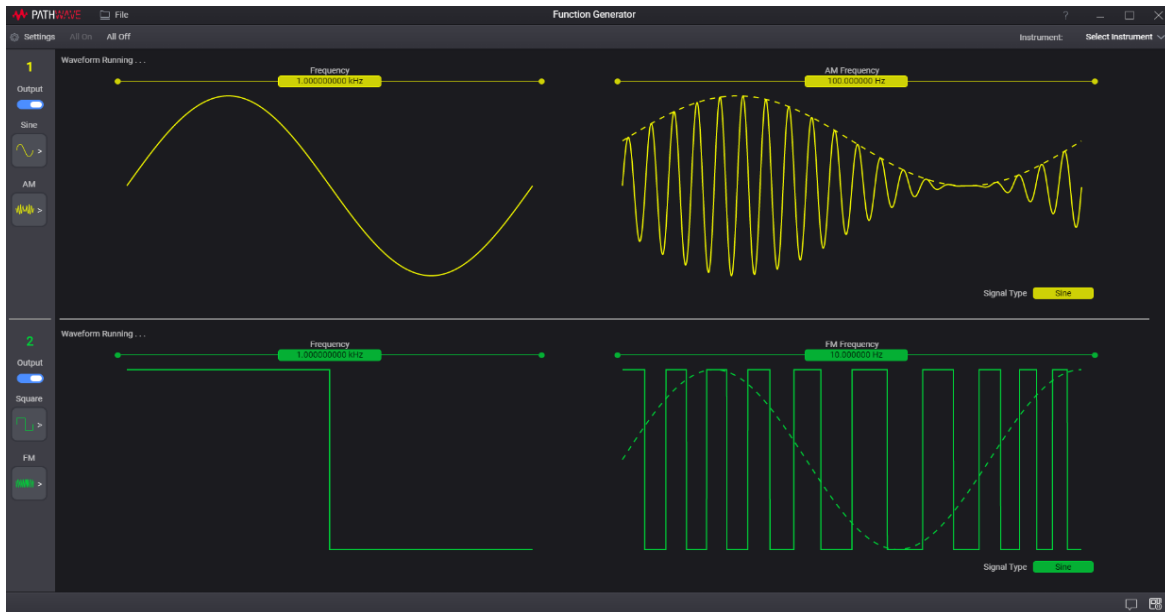 PATHWAVE File Function Generator ?
Settings All On All Off Instrument: Select Instrument
1
Output
Sine
>
AM
>
Waveform Running . . .
Frequency
1.000000000 kHz
AM Frequency
100.000000 Hz
Signal Type Sine
2
Output
Square
>
FM
>
Waveform Running . . .
Frequency
1.000000000 kHz
FM Frequency
10.000000 Hz
Signal Type Sine